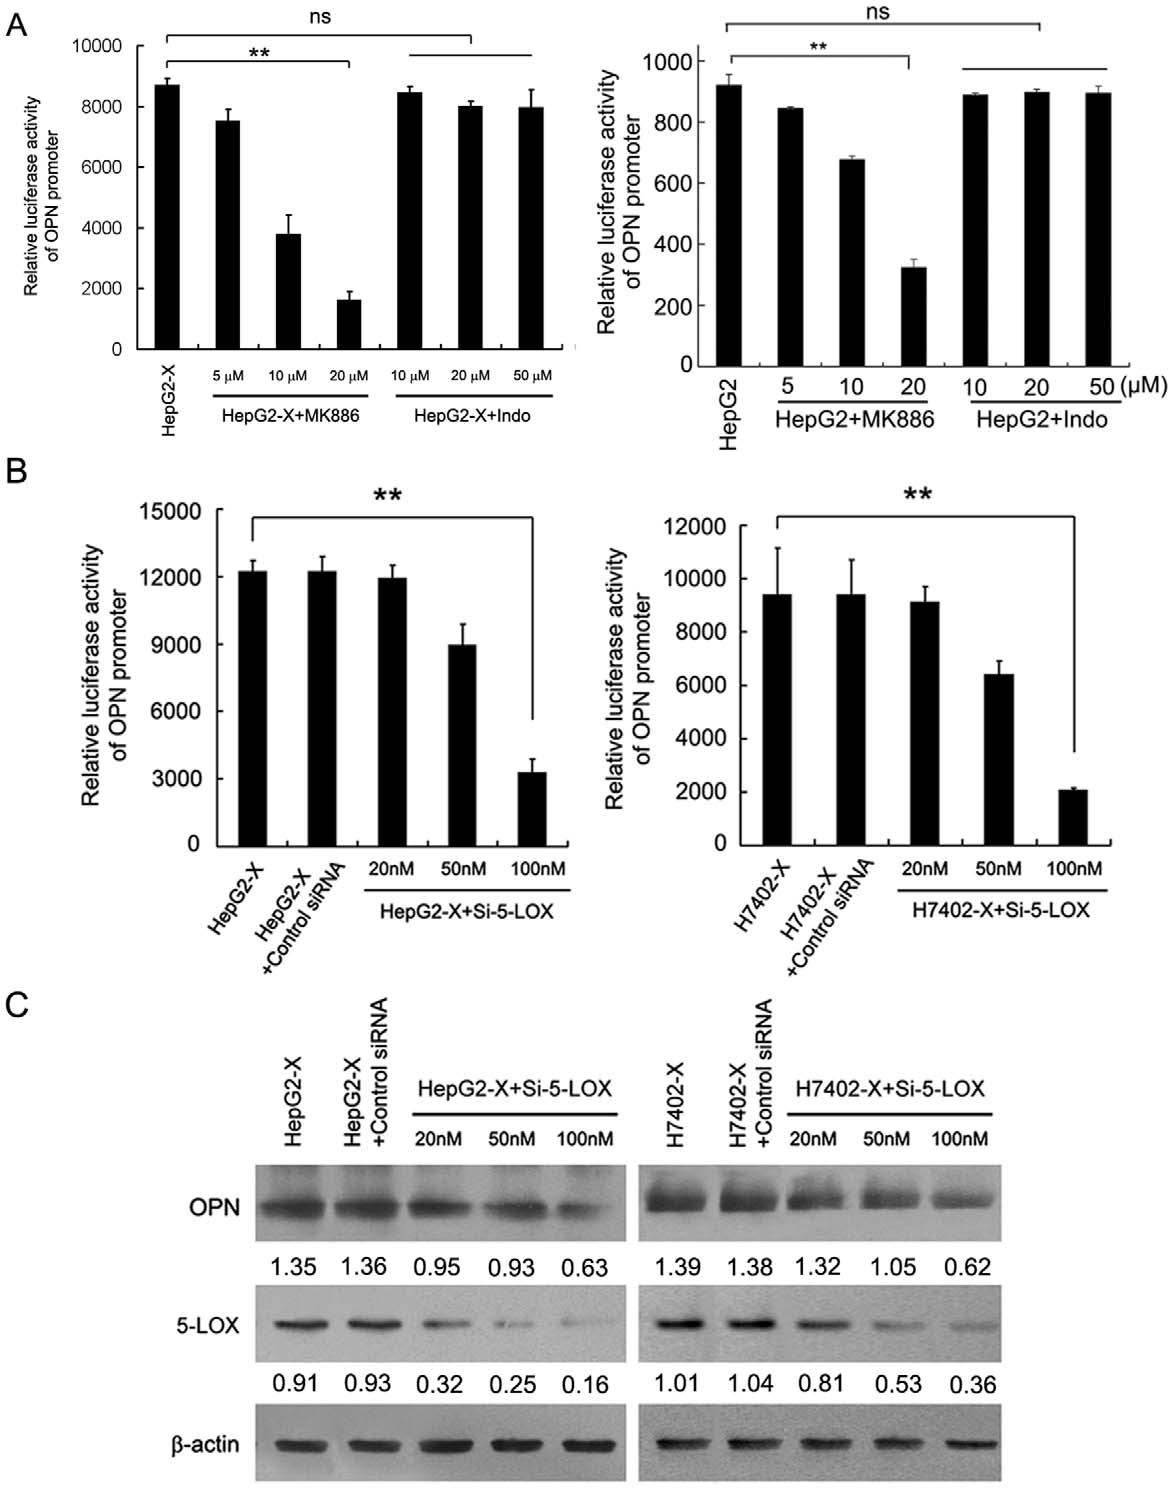 A
ns
**
10000
8000
6000
4000
2000
0
Relative luciferase activity
of OPN promoter
HepG2-X
5 μM 10 μM 20 μM 10 μM 20 μM 50 μM
HepG2-X+MK886 HepG2-X+Indo
ns
**
1000
800
600
400
200
0
Relative luciferase activity
of OPN promoter
HepG2
5 10 20 10 20 50 (μM)
HepG2+MK886 HepG2+Indo
B
**
15000
12000
9000
6000
3000
0
Relative luciferase activity
of OPN promoter
HepG2-X
HepG2-X
+Control siRNA
20nM 50nM 100nM
HepG2-X+Si-5-LOX
**
12000
10000
8000
6000
4000
2000
0
Relative luciferase activity
of OPN promoter
H7402-X
H7402-X
+Control siRNA
20nM 50nM 100nM
H7402-X+Si-5-LOX
C
HepG2-X
HepG2-X
+Control siRNA
HepG2-X+Si-5-LOX
20nM 50nM 100nM
H7402-X
H7402-X
+Control siRNA
H7402-X+Si-5-LOX
20nM 50nM 100nM
OPN
1.35 1.36 0.95 0.93 0.63 1.39 1.38 1.32 1.05 0.62
5-LOX
0.91 0.93 0.32 0.25 0.16 1.01 1.04 0.81 0.53 0.36
β-actin